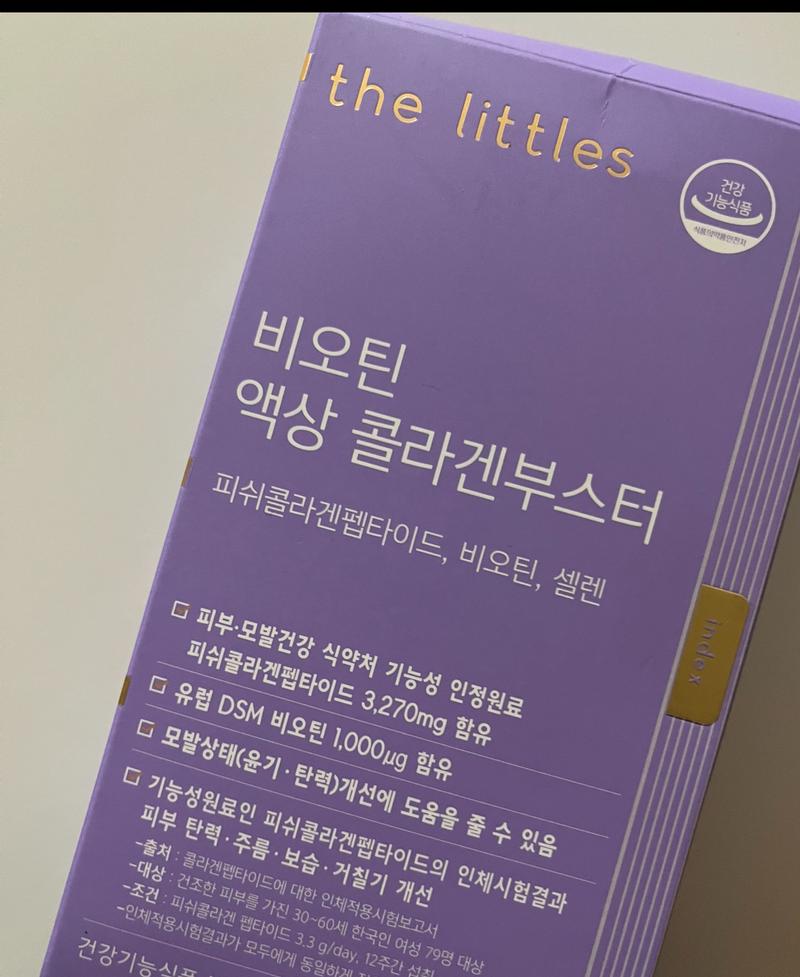 the littles
건강
기능식품
식품의약품안전처
비오틴
액상 콜라겐부스터
피쉬콜라겐펩타이드, 비오틴, 셀렌
index
피부·모발건강 식약처 기능성 인정원료
피쉬콜라겐펩타이드 3,270mg 함유
유럽 DSM 비오틴 1,000µg 함유
모발상태(윤기·탄력)개선에 도움을 줄 수 있음
기능성원료인 피쉬콜라겐펩타이드의 인체시험결과
피부 탄력·주름·보습·거칠기 개선
-출처 : 콜라겐펩타이드에 대한 인체적용시험보고서
-대상 : 건조한 피부를 가진 30~60세 한국인 여성 79명 대상
-조건 : 피쉬콜라겐 펩타이드 3.3 g/day, 12주간 섭취
-인체적용시험결과가 모두에게 동일하게
건강기능식품